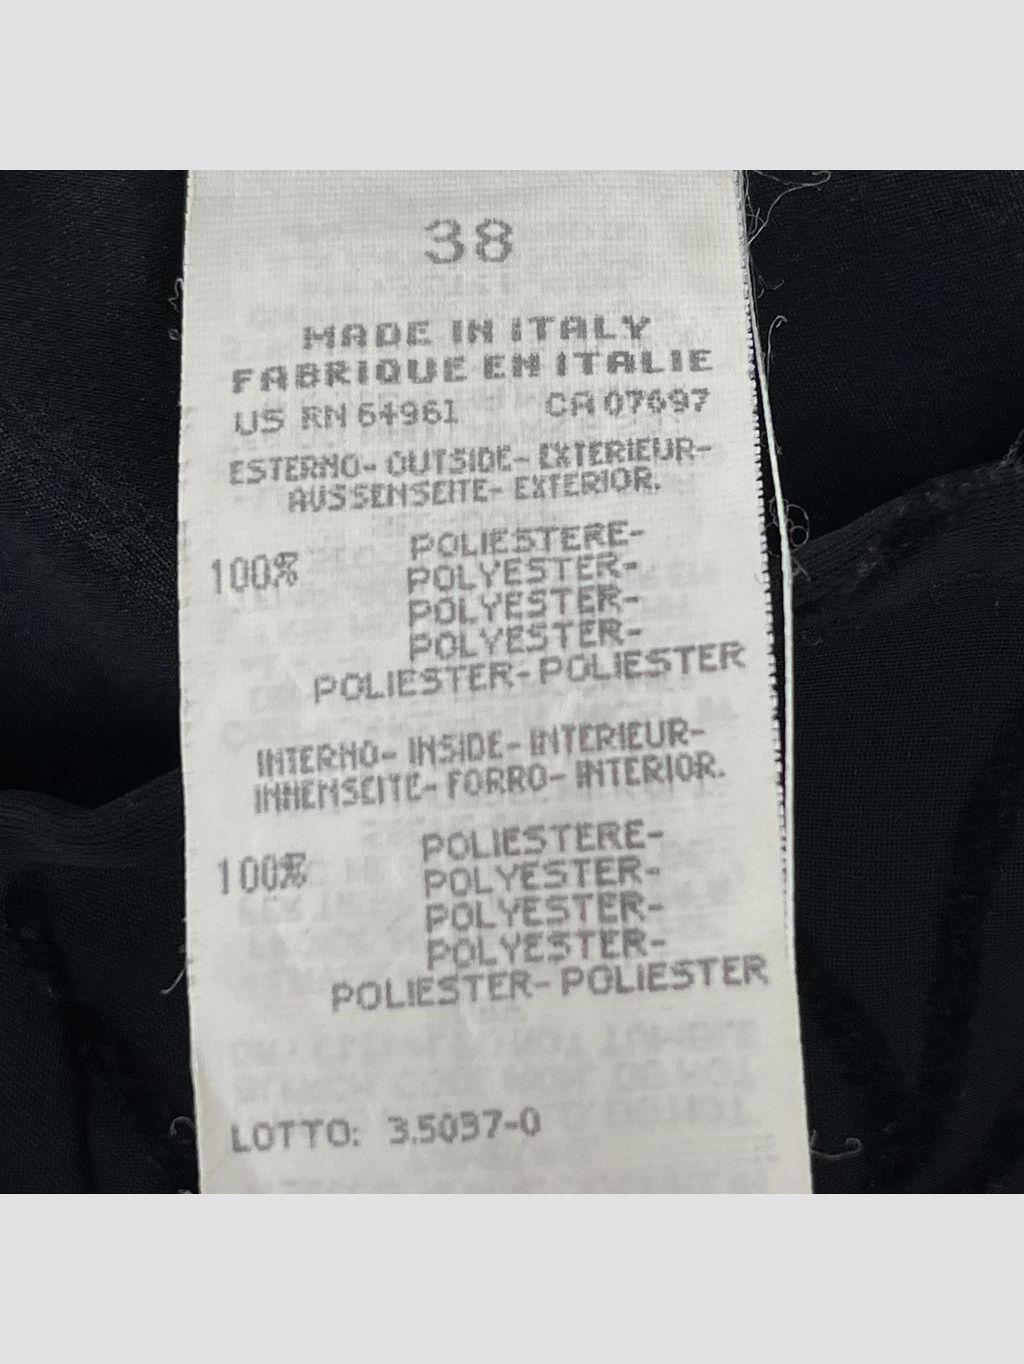 38
MADE IN ITALY
FABRIQUE EN ITALIE
US RN 64961 CA 07697
ESTERNO- OUTSIDE- EXTERIEUR-
AUSSENSEITE- EXTERIOR.
100% POLIESTERE-
POLYESTER-
POLYESTER-
POLYESTER-
POLIESTER-POLIESTER
INTERNO- INSIDE- INTERIEUR-
INNENSEITE- FORRO- INTERIOR.
100% POLIESTERE-
POLYESTER-
POLYESTER-
POLYESTER-
POLIESTER- POLIESTER
LOTTO: 3.5037-0